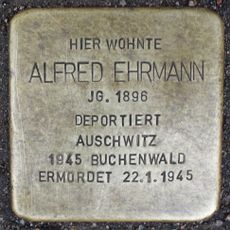 HIER WOHNTE
ALFRED EHRMANN
JG. 1896
DEPORTIERT
AUSCHWITZ
1945 BUCHENWALD
ERMORDET 22.1.1945